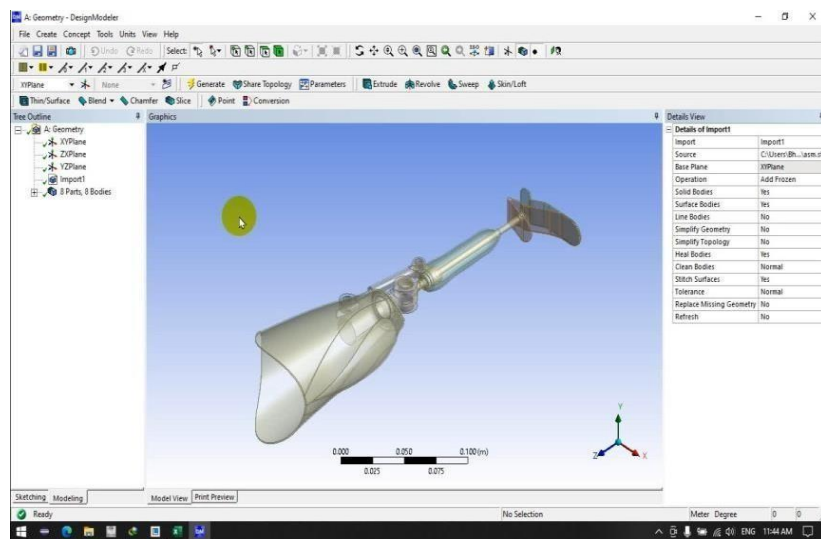 A: Geometry - DesignModeler
File Create Concept Tools Units View Help
Undo Redo Select:
XYPlane None Generate Share Topology Parameters Extrude Revolve Sweep Skin/Loft
Thin/Surface Blend Chamfer Slice Point Conversion
Tree Outline
A: Geometry
XYPlane
ZXPlane
YZPlane
Import1
8 Parts, 8 Bodies
Sketching Modeling
Graphics
0.000 0.050 0.100 (m)
0.025 0.075
Y
Z X
Model View Print Preview
Details View
Details of Import1
Import Import1
Source C:\Users\Bh...\asm.s
Base Plane XYPlane
Operation Add Frozen
Solid Bodies Yes
Surface Bodies Yes
Line Bodies No
Simplify Geometry No
Simplify Topology No
Heal Bodies Yes
Clean Bodies Normal
Stitch Surfaces Yes
Tolerance Normal
Replace Missing Geometry No
Refresh No
Ready No Selection Meter Degree 0 0
ENG 11:44 AM